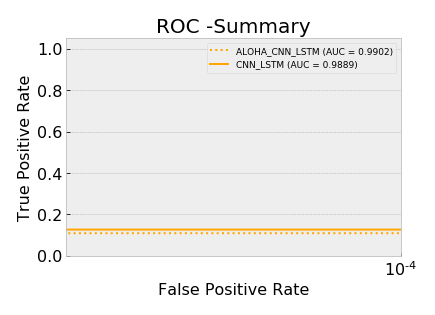 ROC -Summary
ALOHA_CNN_LSTM (AUC = 0.9902)
CNN_LSTM (AUC = 0.9889)
True Positive Rate
1.0
0.8
0.6
0.4
0.2
0.0
10⁻⁴
False Positive Rate